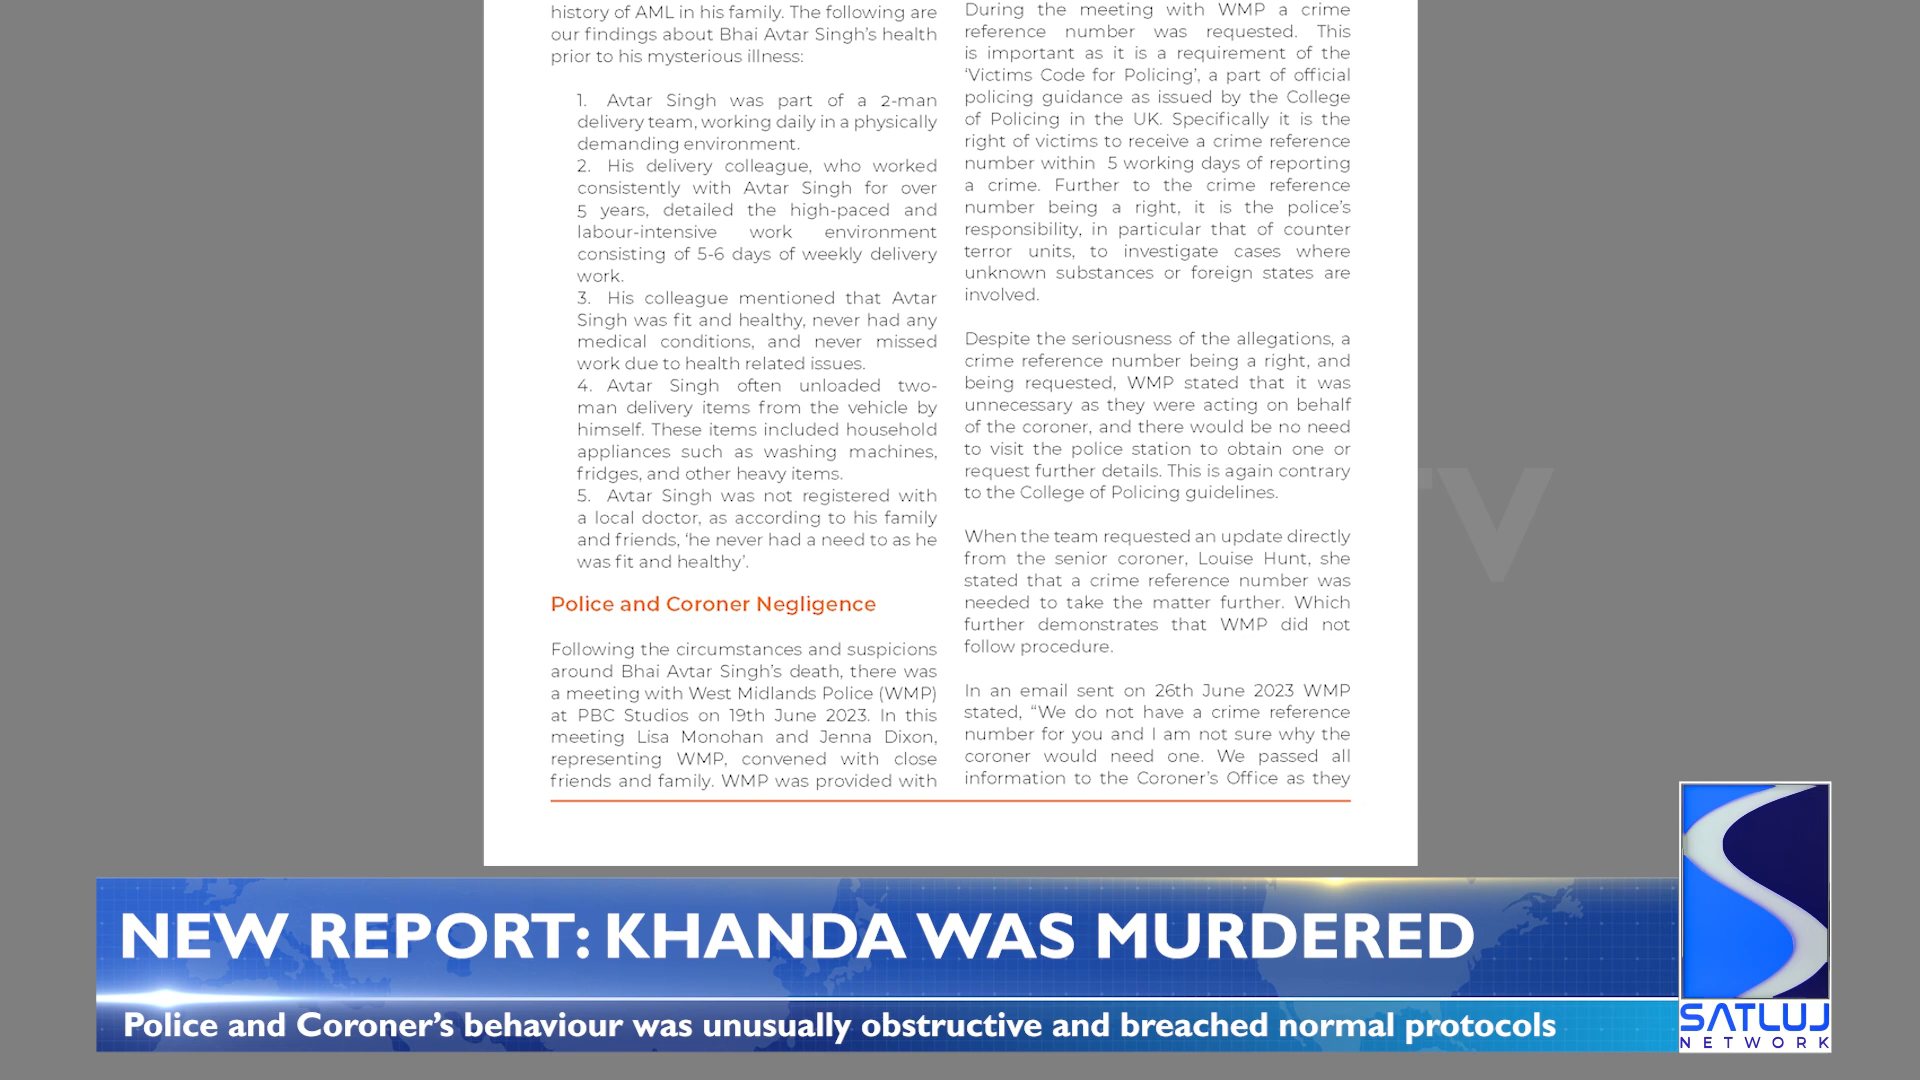 history of AML in his family. The following are
our findings about Bhai Avtar Singh's health
prior to his mysterious illness:
1. Avtar Singh was part of a 2-man
delivery team, working daily in a physically
demanding environment.
2. His delivery colleague, who worked
consistently with Avtar Singh for over
5 years, detailed the high-paced and
labour-intensive work environment
consisting of 5-6 days of weekly delivery
work.
3. His colleague mentioned that Avtar
Singh was fit and healthy, never had any
medical conditions, and never missed
work due to health related issues.
4. Avtar Singh often unloaded two-
man delivery items from the vehicle by
himself. These items included household
appliances such as washing machines,
fridges, and other heavy items.
5. Avtar Singh was not registered with
a local doctor, as according to his family
and friends, 'he never had a need to as he
was fit and healthy'.
Police and Coroner Negligence
Following the circumstances and suspicions
around Bhai Avtar Singh's death, there was
a meeting with West Midlands Police (WMP)
at PBC Studios on 19th June 2023. In this
meeting Lisa Monohan and Jenna Dixon,
representing WMP, convened with close
friends and family. WMP was provided with
During the meeting with WMP a crime
reference number was requested. This
is important as it is a requirement of the
'Victims Code for Policing', a part of official
policing guidance as issued by the College
of Policing in the UK. Specifically it is the
right of victims to receive a crime reference
number within 5 working days of reporting
a crime. Further to the crime reference
number being a right, it is the police's
responsibility, in particular that of counter
terror units, to investigate cases where
unknown substances or foreign states are
involved.
Despite the seriousness of the allegations, a
crime reference number being a right, and
being requested, WMP stated that it was
unnecessary as they were acting on behalf
of the coroner, and there would be no need
to visit the police station to obtain one or
request further details. This is again contrary
to the College of Policing guidelines.
When the team requested an update directly
from the senior coroner, Louise Hunt, she
stated that a crime reference number was
needed to take the matter further. Which
further demonstrates that WMP did not
follow procedure.
In an email sent on 26th June 2023 WMP
stated, "We do not have a crime reference
number for you and I am not sure why the
coroner would need one. We passed all
information to the Coroner's Office as they
TV
NEW REPORT: KHANDA WAS MURDERED
Police and Coroner's behaviour was unusually obstructive and breached normal protocols
SATLUJ
NETWORK